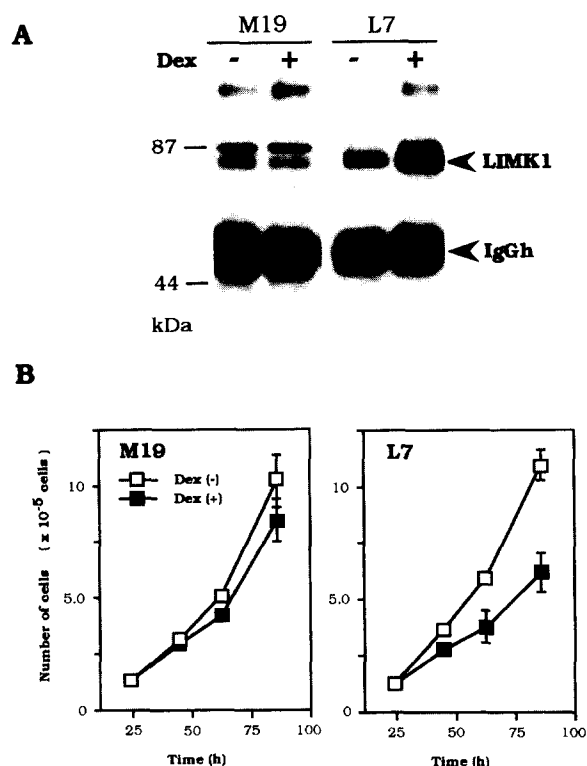 A
M19 L7
Dex - + - +
87
LIMK1
IgGh
44
kDa
B
Number of cells ( x 10⁻⁵ cells )
10
5.0
0
M19
Dex (-)
Dex (+)
25 50 75 100
Time (h)
10
5.0
0
L7
25 50 75 100
Time (h)